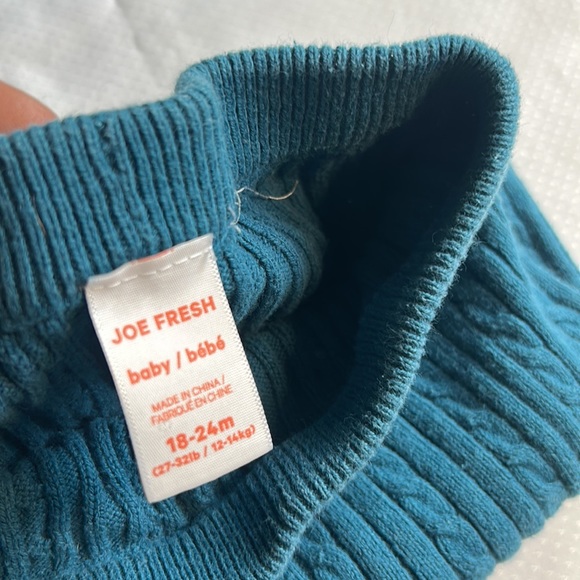 JOE FRESH
baby / bébé
MADE IN CHINA /
FABRIQUÉ EN CHINE
18-24m
(27-32lb / 12-14kg)